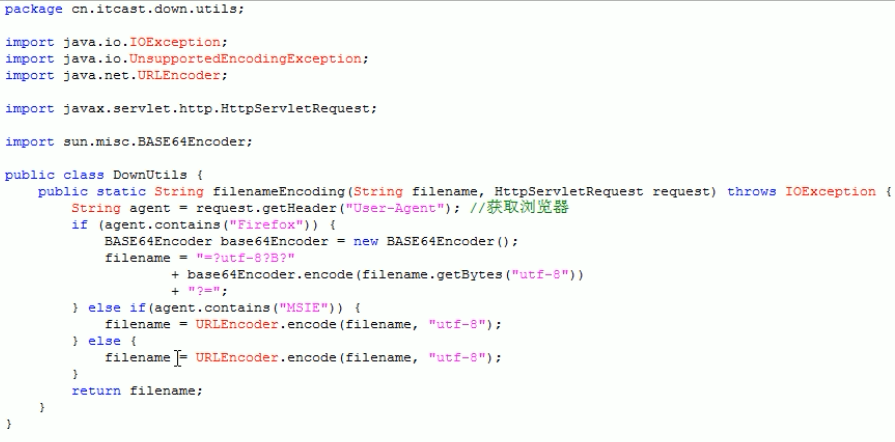 package cn.itcast.down.utils;
import java.io.IOException;
import java.io.UnsupportedEncodingException;
import java.net.URLEncoder;
import javax.servlet.http.HttpServletRequest;
import sun.misc.BASE64Encoder;
public class DownUtils {
    public static String filenameEncoding(String filename, HttpServletRequest request) throws IOException {
        String agent = request.getHeader("User-Agent"); //获取浏览器
        if (agent.contains("Firefox")) {
            BASE64Encoder base64Encoder = new BASE64Encoder();
            filename = "=?utf-8?B?"
                    + base64Encoder.encode(filename.getBytes("utf-8"))
                    + "?=";
        } else if(agent.contains("MSIE")) {
            filename = URLEncoder.encode(filename, "utf-8");
        } else {
            filename = URLEncoder.encode(filename, "utf-8");
        }
        return filename;
    }
}